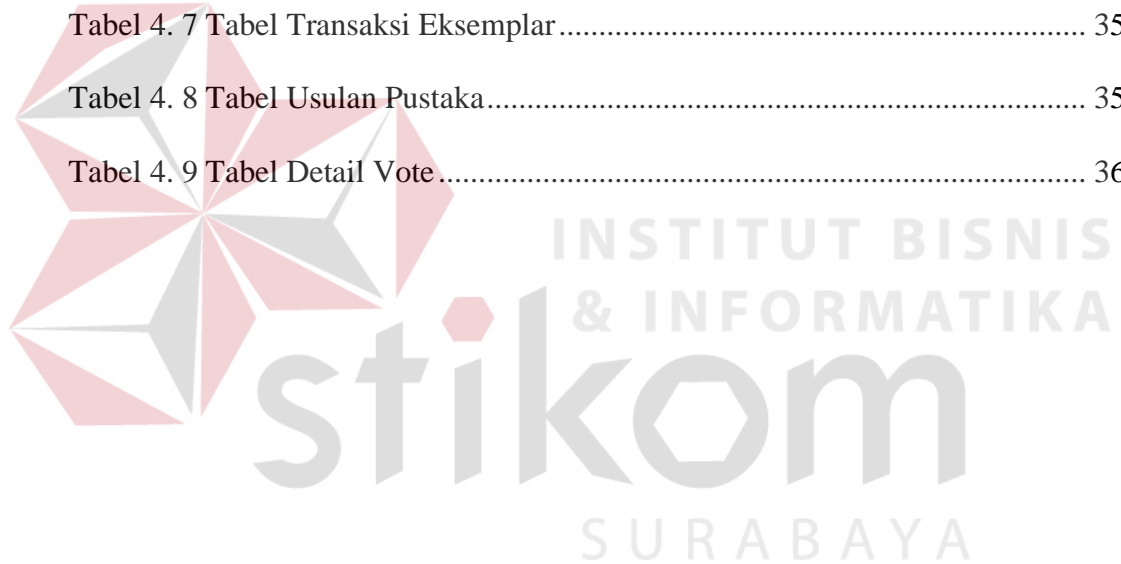 Tabel 4. 7 Tabel Transaksi Eksemplar .......................................................................... 35
Tabel 4. 8 Tabel Usulan Pustaka .................................................................................... 35
Tabel 4. 9 Tabel Detail Vote ........................................................................................... 36
INSTITUT BISNIS
& INFORMATIKA
stikom
SURABAYA